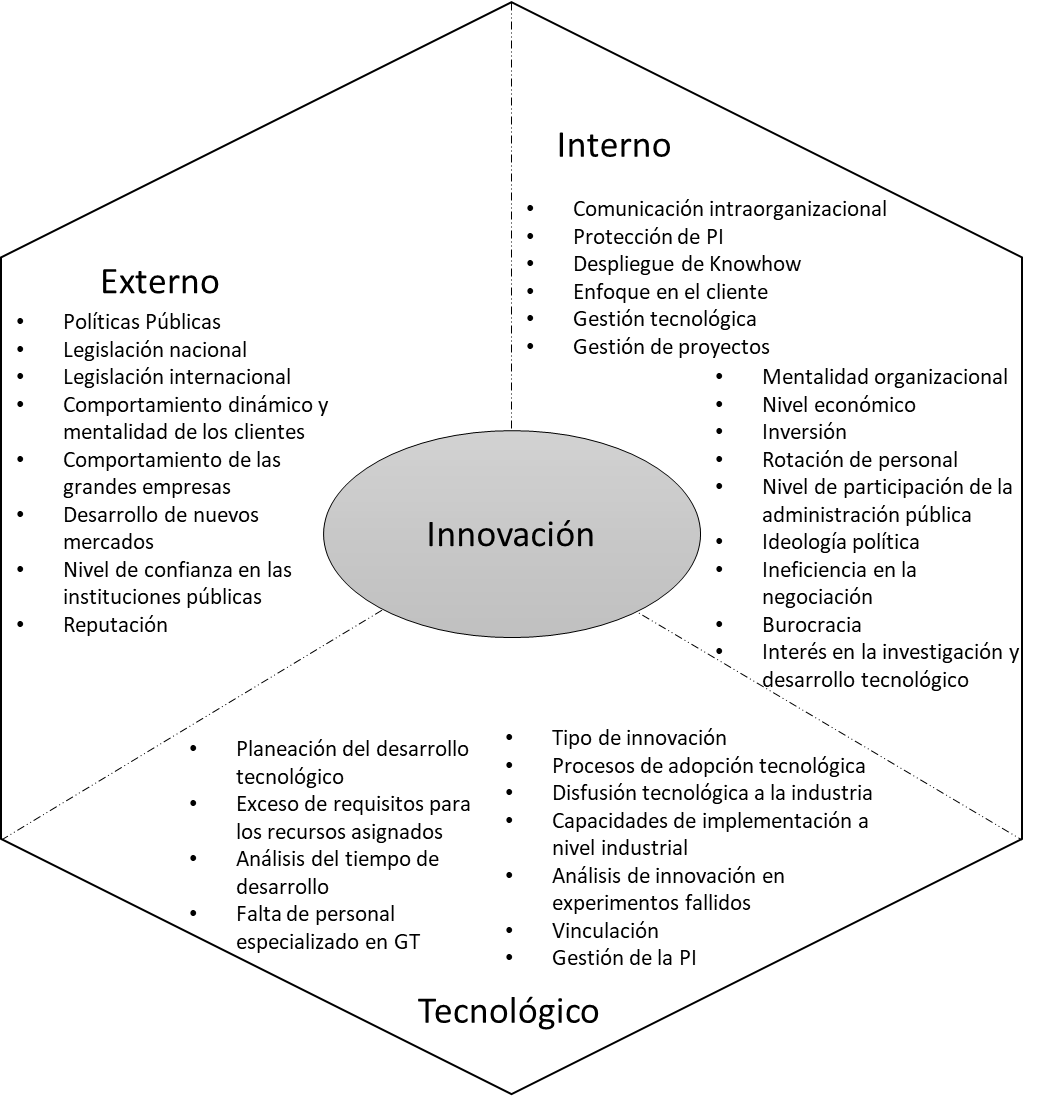 Interno
• Comunicación intraorganizacional
• Protección de PI
• Despliegue de Knowhow
• Enfoque en el cliente
• Gestión tecnológica
• Gestión de proyectos
• Mentalidad organizacional
• Nivel económico
• Inversión
• Rotación de personal
• Nivel de participación de la
administración pública
• Ideología política
• Ineficiencia en la
negociación
• Burocracia
• Interés en la investigación y
desarrollo tecnológico
Externo
• Políticas Públicas
• Legislación nacional
• Legislación internacional
• Comportamiento dinámico y
mentalidad de los clientes
• Comportamiento de las
grandes empresas
• Desarrollo de nuevos
mercados
• Nivel de confianza en las
instituciones públicas
• Reputación
Innovación
• Planeación del desarrollo
tecnológico
• Exceso de requisitos para
los recursos asignados
• Análisis del tiempo de
desarrollo
• Falta de personal
especializado en GT
• Tipo de innovación
• Procesos de adopción tecnológica
• Disfusión tecnológica a la industria
• Capacidades de implementación a
nivel industrial
• Análisis de innovación en
experimentos fallidos
• Vinculación
• Gestión de la PI
Tecnológico